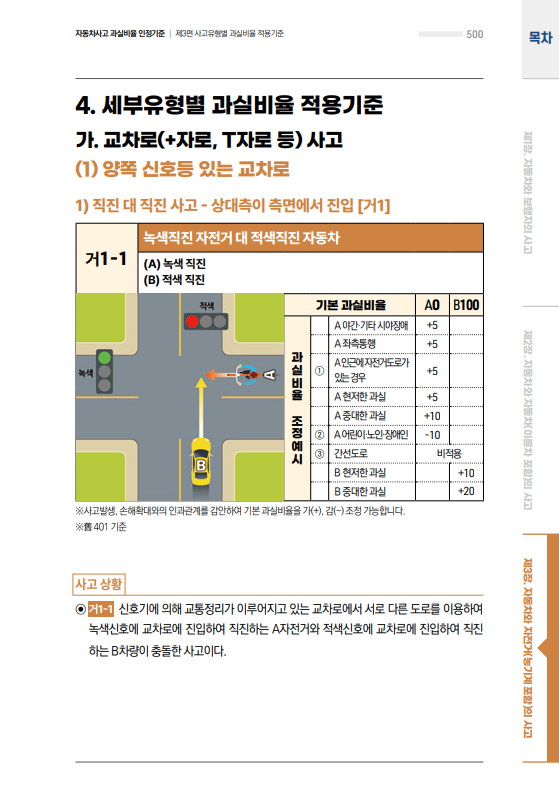 자동차사고 과실비율 인정기준 | 제3편 사고유형별 과실비율 적용기준
500
목차
4. 세부유형별 과실비율 적용기준
가. 교차로(+자로, T자로 등) 사고
(1) 양쪽 신호등 있는 교차로
1) 직진 대 직진 사고 - 상대측이 측면에서 진입 [거1]
거1-1
녹색직진 자전거 대 적색직진 자동차
(A) 녹색 직진
(B) 적색 직진
적색
녹색
A
B
기본 과실비율 A0 B100
과실비율 조정예시
A 야간·기타 시야장애 +5
A 좌측통행 +5
① A 인근에 자전거도로가
있는 경우 +5
A 현저한 과실 +5
A 중대한 과실 +10
② A 어린이·노인·장애인 -10
③ 간선도로 비적용
B 현저한 과실 +10
B 중대한 과실 +20
※사고발생, 손해확대와의 인과관계를 감안하여 기본 과실비율을 가(+), 감(-) 조정 가능합니다.
※舊 401 기준
사고 상황
◉ 거1-1 신호기에 의해 교통정리가 이루어지고 있는 교차로에서 서로 다른 도로를 이용하여
녹색신호에 교차로에 진입하여 직진하는 A자전거와 적색신호에 교차로에 진입하여 직진
하는 B차량이 충돌한 사고이다.
제1장. 자동차와 보행자의 사고
제2장. 자동차와 자동차(이륜차 포함)의 사고
제3장. 자동차와 자전거(농기계 포함)의 사고